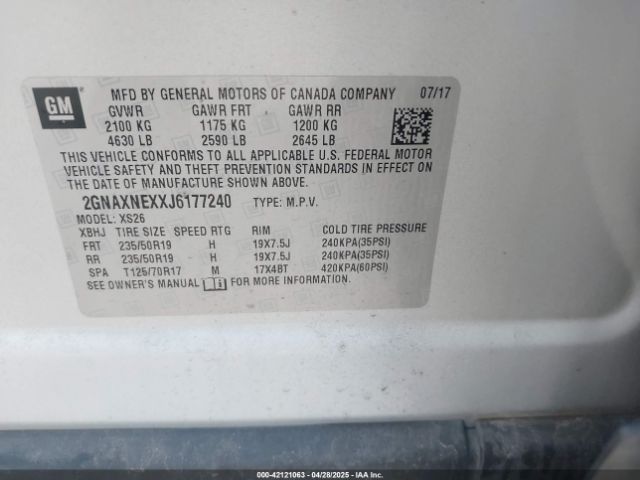 GM
MFD BY GENERAL MOTORS OF CANADA COMPANY 07/17
GVWR GAWR FRT GAWR RR
2100 KG 1175 KG 1200 KG
4630 LB 2590 LB 2645 LB
THIS VEHICLE CONFORMS TO ALL APPLICABLE U.S. FEDERAL MOTOR
VEHICLE SAFETY AND THEFT PREVENTION STANDARDS IN EFFECT ON
THE DATE OF MANUFACTURE SHOWN ABOVE.
2GNAXNEXXJ6177240 TYPE: M.P.V.
MODEL: XS26
XBHJ TIRE SIZE SPEED RTG RIM COLD TIRE PRESSURE
FRT 235/50R19 H 19X7.5J 240KPA(35PSI)
RR 235/50R19 H 19X7.5J 240KPA(35PSI)
SPA T125/70R17 M 17X4BT 420KPA(60PSI)
SEE OWNER'S MANUAL FOR MORE INFORMATION.
000-42121063 04/28/2025 - IAA Branches